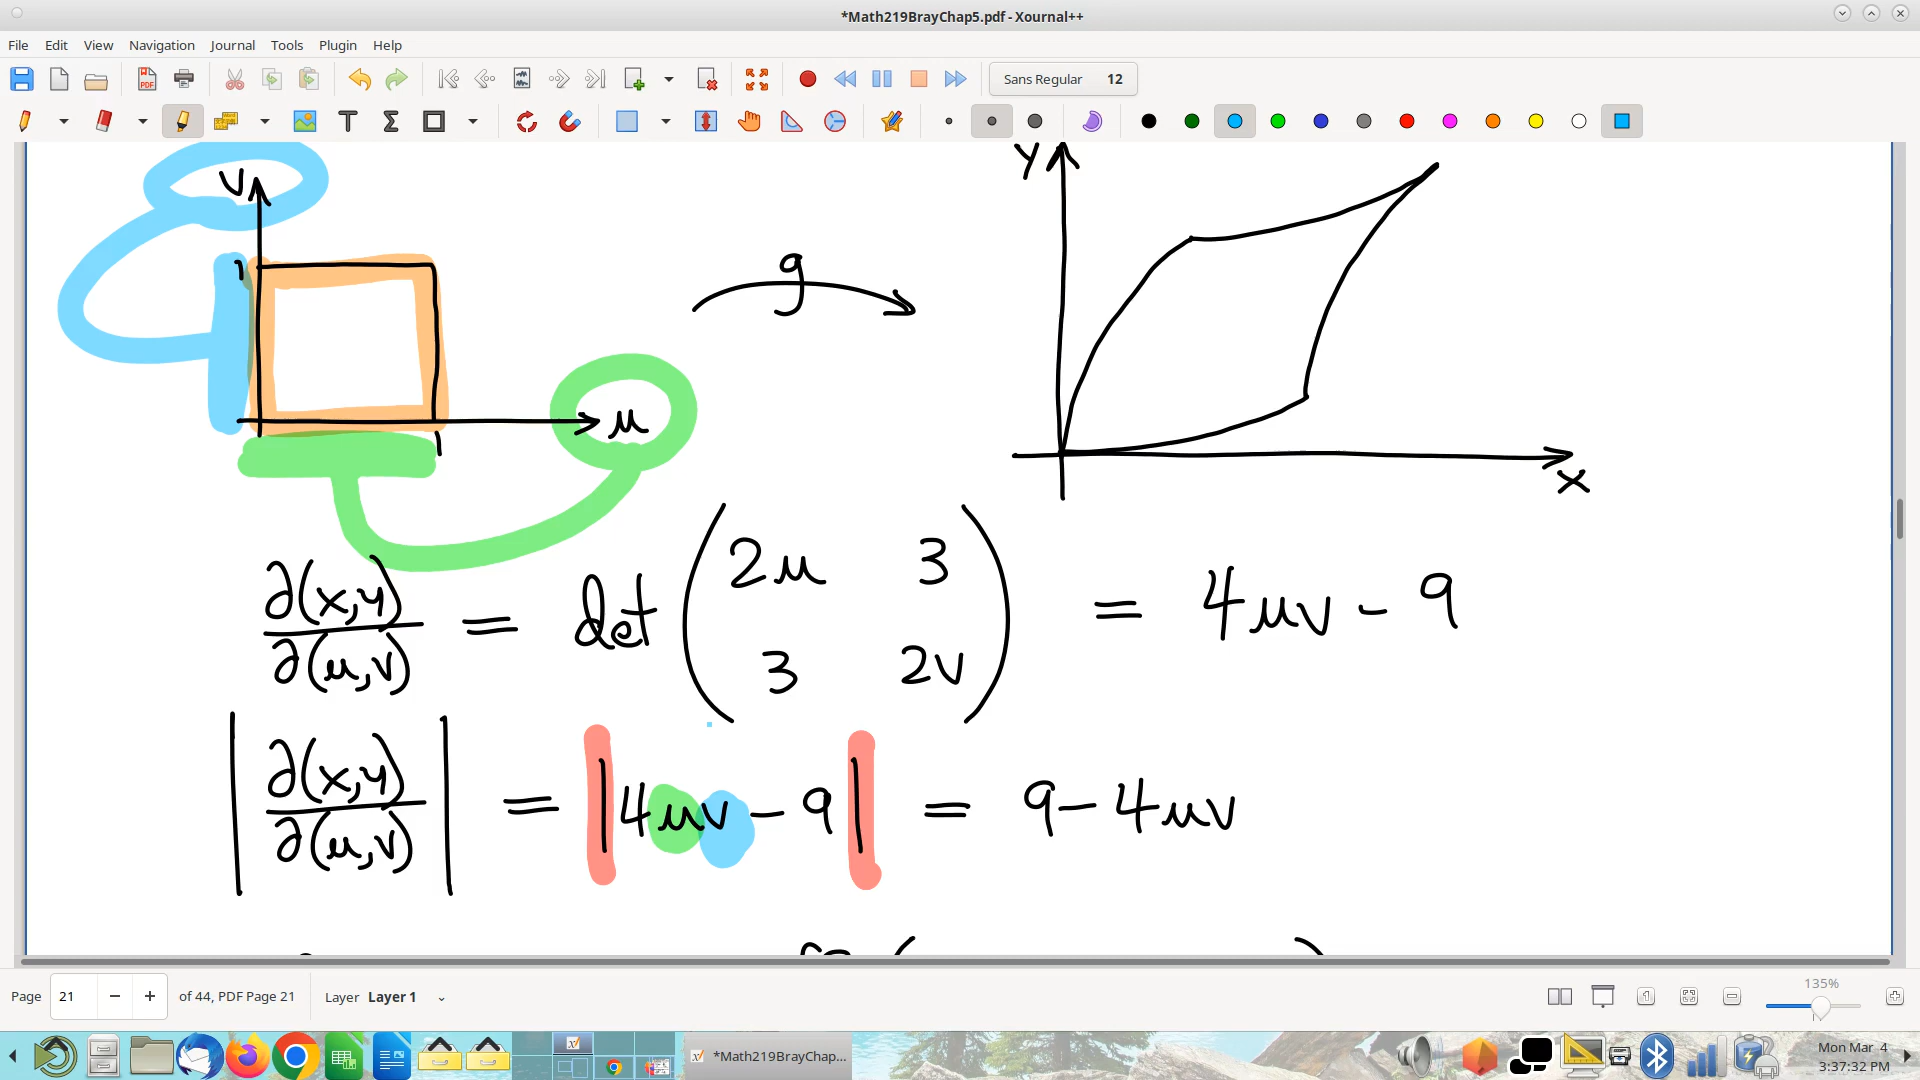 *Math219BrayChap5.pdf - Xournal++
File Edit View Navigation Journal Tools Plugin Help
Sans Regular 12
v
1
1
u
g
y
x
∂(x,y)/∂(u,v) = det ( 2u 3
3 2v ) = 4uv - 9
|∂(x,y)/∂(u,v)| = |4uv - 9| = 9 - 4uv
Page 21 of 44, PDF Page 21 Layer Layer 1
135%
*Math219BrayChap...
Mon Mar 4
3:37:32 PM